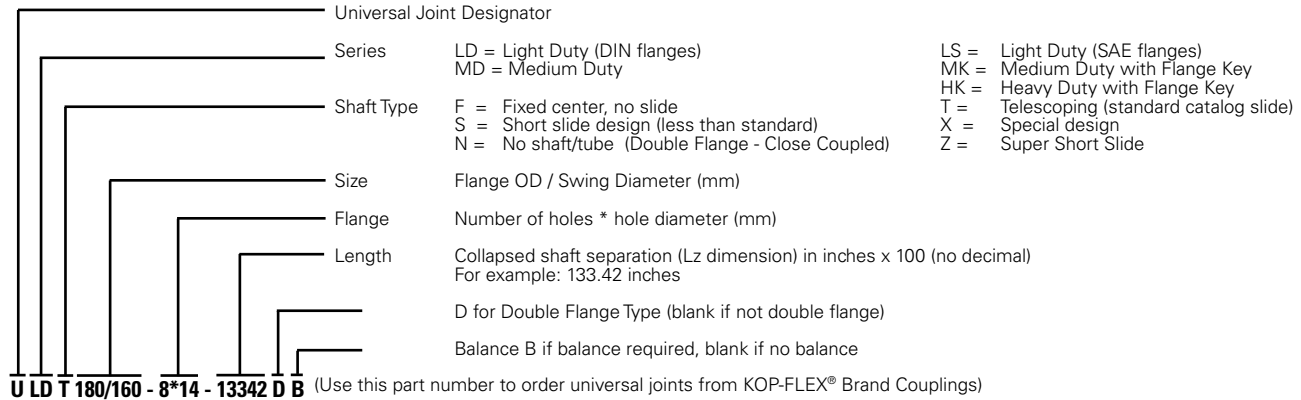 Universal Joint Designator
Series LD = Light Duty (DIN flanges) LS = Light Duty (SAE flanges)
MD = Medium Duty MK = Medium Duty with Flange Key
HK = Heavy Duty with Flange Key
Shaft Type F = Fixed center, no slide T = Telescoping (standard catalog slide)
S = Short slide design (less than standard) X = Special design
N = No shaft/tube (Double Flange - Close Coupled) Z = Super Short Slide
Size Flange OD / Swing Diameter (mm)
Flange Number of holes * hole diameter (mm)
Length Collapsed shaft separation (Lz dimension) in inches x 100 (no decimal)
For example: 133.42 inches
D for Double Flange Type (blank if not double flange)
Balance B if balance required, blank if no balance
U LD T 180/160 - 8*14 - 13342 D B (Use this part number to order universal joints from KOP-FLEX® Brand Couplings)